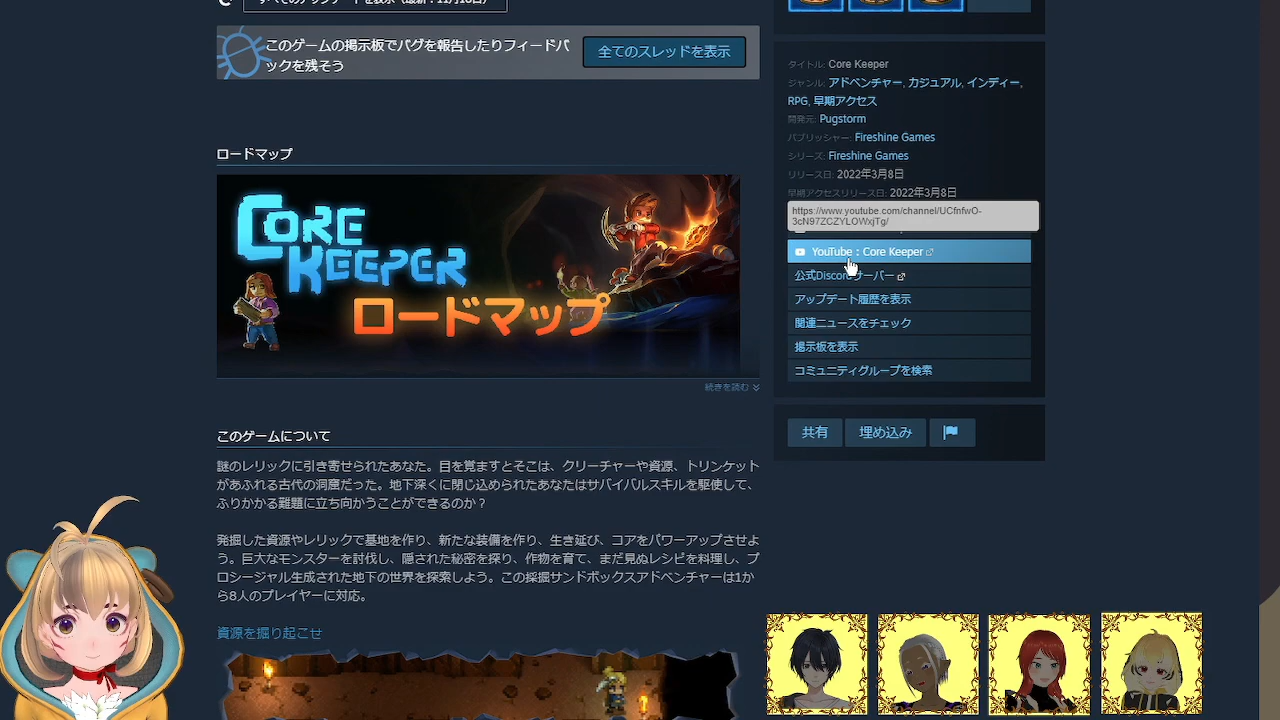 このゲームの掲示板でバグを報告したりフィードバ
ックを残そう
全てのスレッドを表示
ロードマップ
CORE
KEEPER
ロードマップ
続きを読む
このゲームについて
謎のレリックに引き寄せられたあなた。目を覚ますとそこは、クリーチャーや資源、トリンケット
があふれる古代の洞窟だった。地下深くに閉じ込められたあなたはサバイバルスキルを駆使して、
ふりかかる難題に立ち向かうことができるのか？
発掘した資源やレリックで基地を作り、新たな装備を作り、生き延び、コアをパワーアップさせよ
う。巨大なモンスターを討伐し、隠された秘密を探り、作物を育て、まだ見ぬレシピを料理し、プ
ロシージャル生成された地下の世界を探索しよう。この採掘サンドボックスアドベンチャーは1か
ら8人のプレイヤーに対応。
資源を掘り起こせ
タイトル: Core Keeper
ジャンル: アドベンチャー, カジュアル, インディー,
RPG, 早期アクセス
開発元: Pugstorm
パブリッシャー: Fireshine Games
シリーズ: Fireshine Games
リリース日: 2022年3月8日
早期アクセスリリース日: 2022年3月8日
https://www.youtube.com/channel/UCfnfwO-
3cN97ZCZYLOWxjTg/
YouTube：Core Keeper
公式Discordサーバー
アップデート履歴を表示
関連ニュースをチェック
掲示板を表示
コミュニティグループを検索
共有
埋め込み